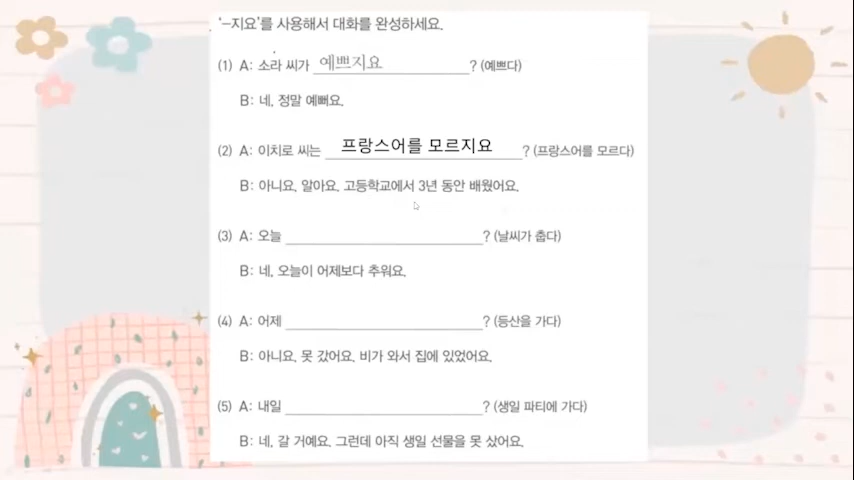 '-지요'를 사용해서 대화를 완성하세요.
(1) A: 소라 씨가 예쁘지요? (예쁘다)
B: 네, 정말 예뻐요.
(2) A: 이치로 씨는 프랑스어를 모르지요? (프랑스어를 모르다)
B: 아니요, 알아요. 고등학교에서 3년 동안 배웠어요.
(3) A: 오늘 ____? (날씨가 춥다)
B: 네, 오늘이 어제보다 추워요.
(4) A: 어제 ____? (등산을 가다)
B: 아니요, 못 갔어요. 비가 와서 집에 있었어요.
(5) A: 내일 ____? (생일 파티에 가다)
B: 네, 갈 거예요. 그런데 아직 생일 선물을 못 샀어요.